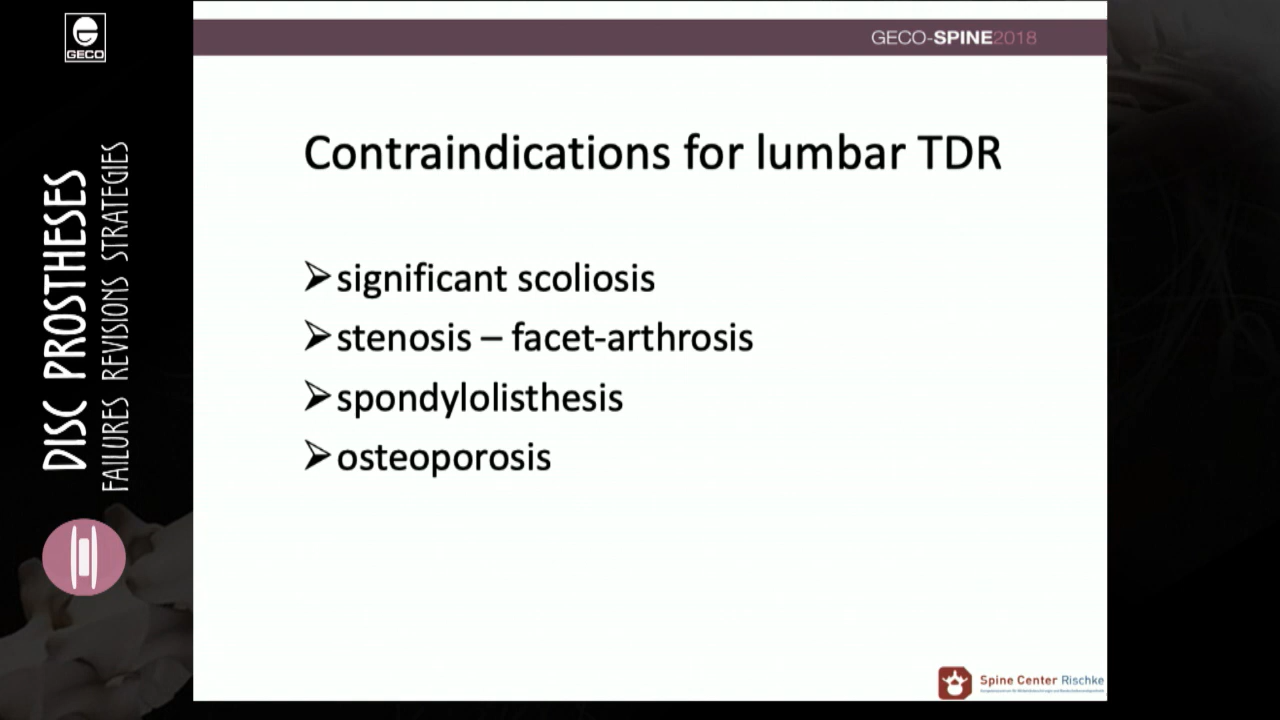 GECO
GECO-SPINE2018
DISC PROSTHESES
FAILURES REVISIONS STRATEGIES
Contraindications for lumbar TDR
➢significant scoliosis
➢stenosis – facet-arthrosis
➢spondylolisthesis
➢osteoporosis
Spine Center Rischke